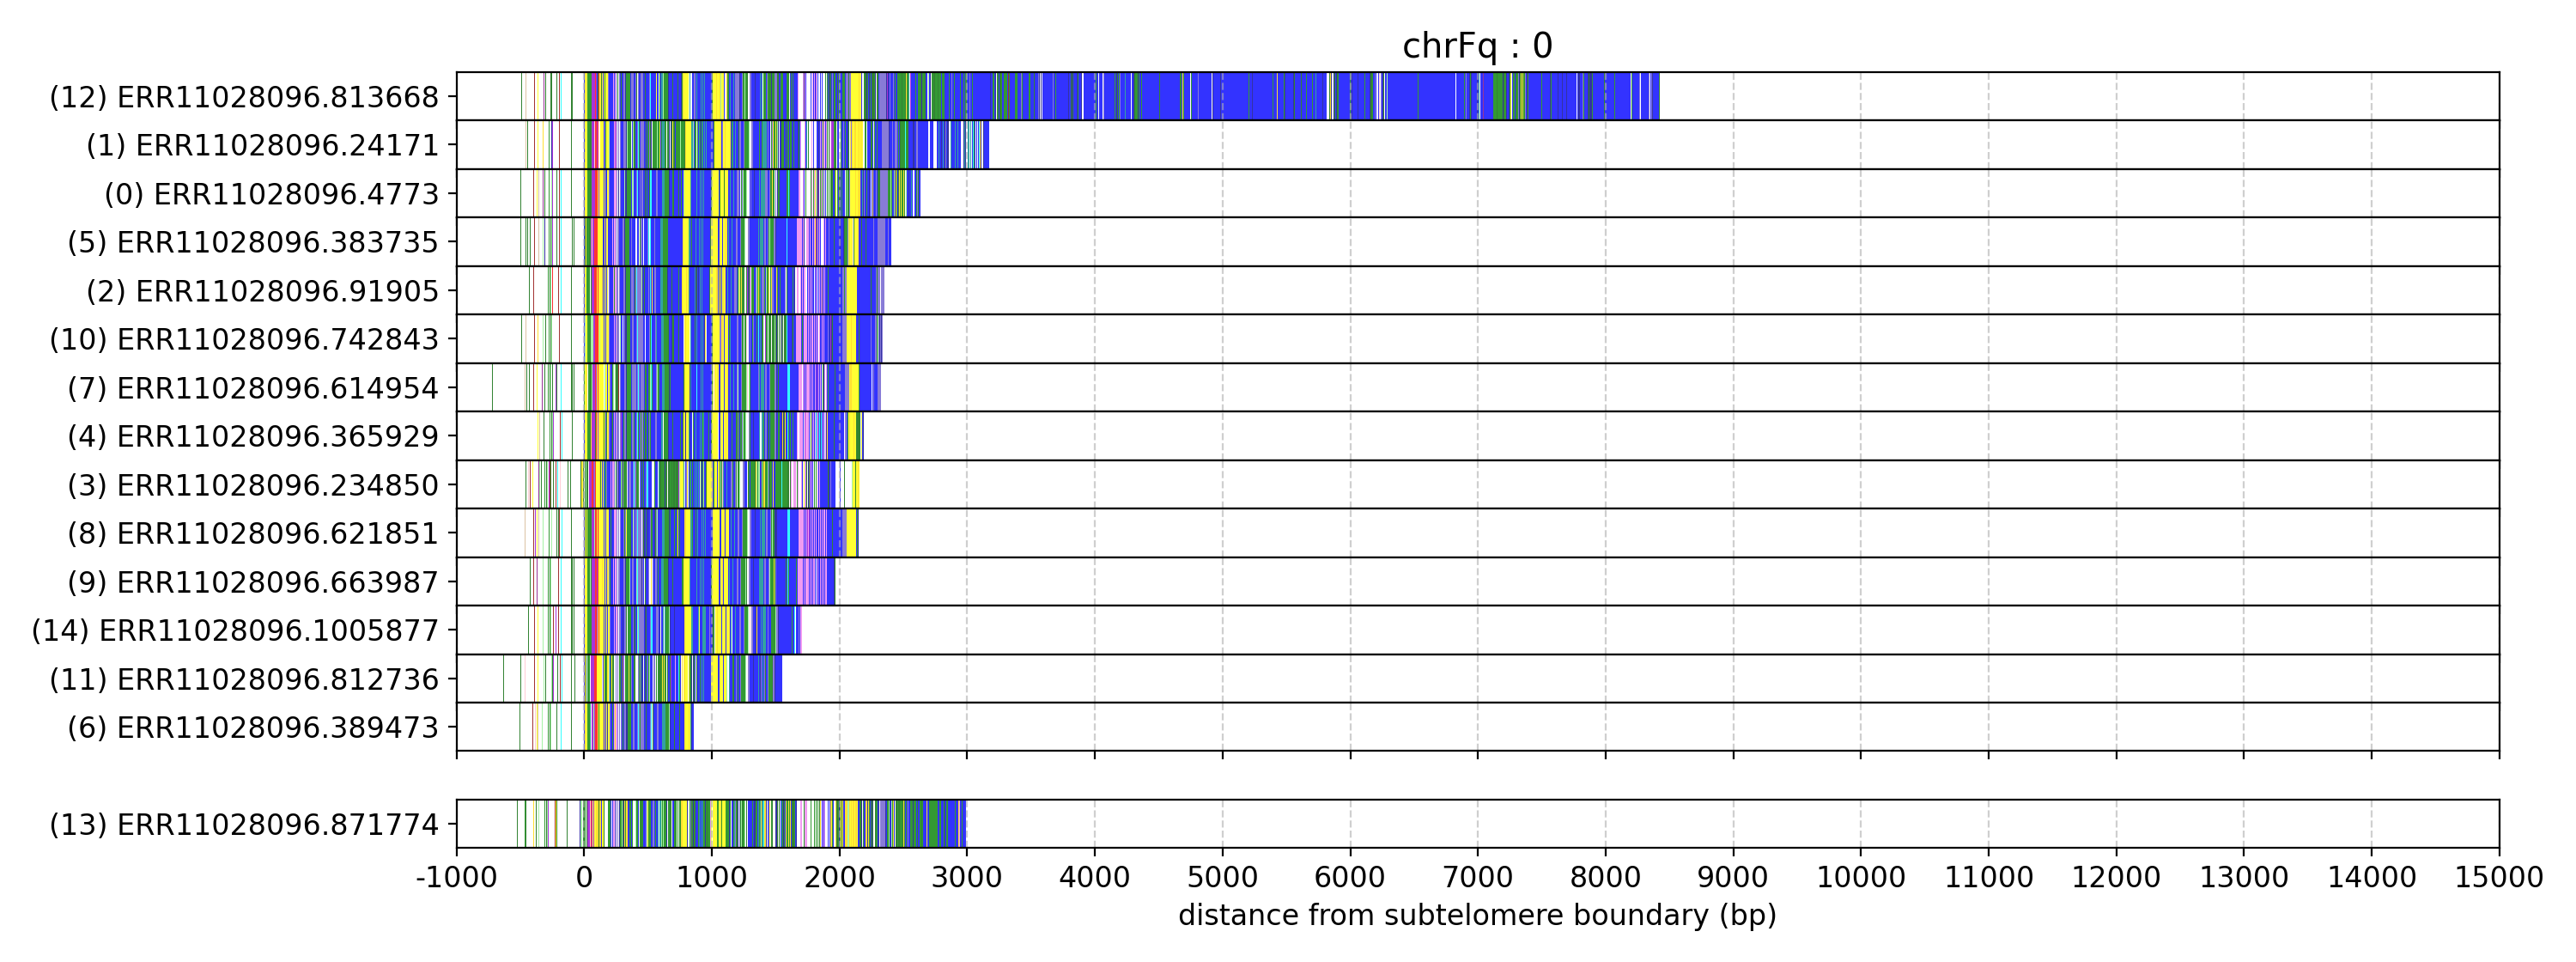 chrFq : 0
(12) ERR11028096.813668
(1) ERR11028096.24171
(0) ERR11028096.4773
(5) ERR11028096.383735
(2) ERR11028096.91905
(10) ERR11028096.742843
(7) ERR11028096.614954
(4) ERR11028096.365929
(3) ERR11028096.234850
(8) ERR11028096.621851
(9) ERR11028096.663987
(14) ERR11028096.1005877
(11) ERR11028096.812736
(6) ERR11028096.389473
(13) ERR11028096.871774
-1000 0 1000 2000 3000 4000 5000 6000 7000 8000 9000 10000 11000 12000 13000 14000 15000
distance from subtelomere boundary (bp)